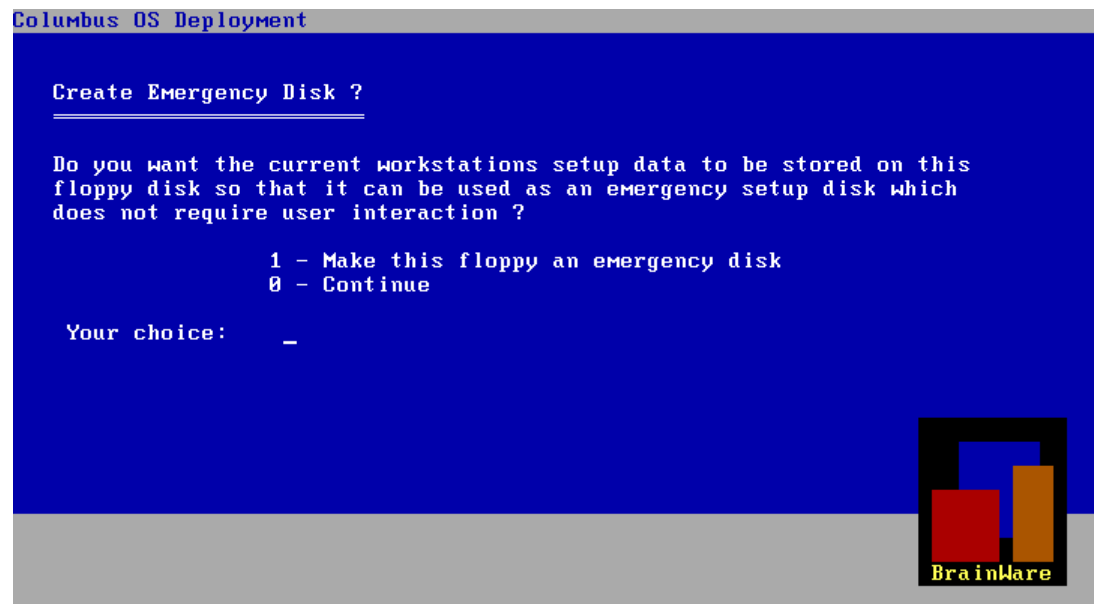 Columbus OS Deployment
Create Emergency Disk ?
Do you want the current workstations setup data to be stored on this
floppy disk so that it can be used as an emergency setup disk which
does not require user interaction ?
1 - Make this floppy an emergency disk
0 - Continue
Your choice: _
BrainWare